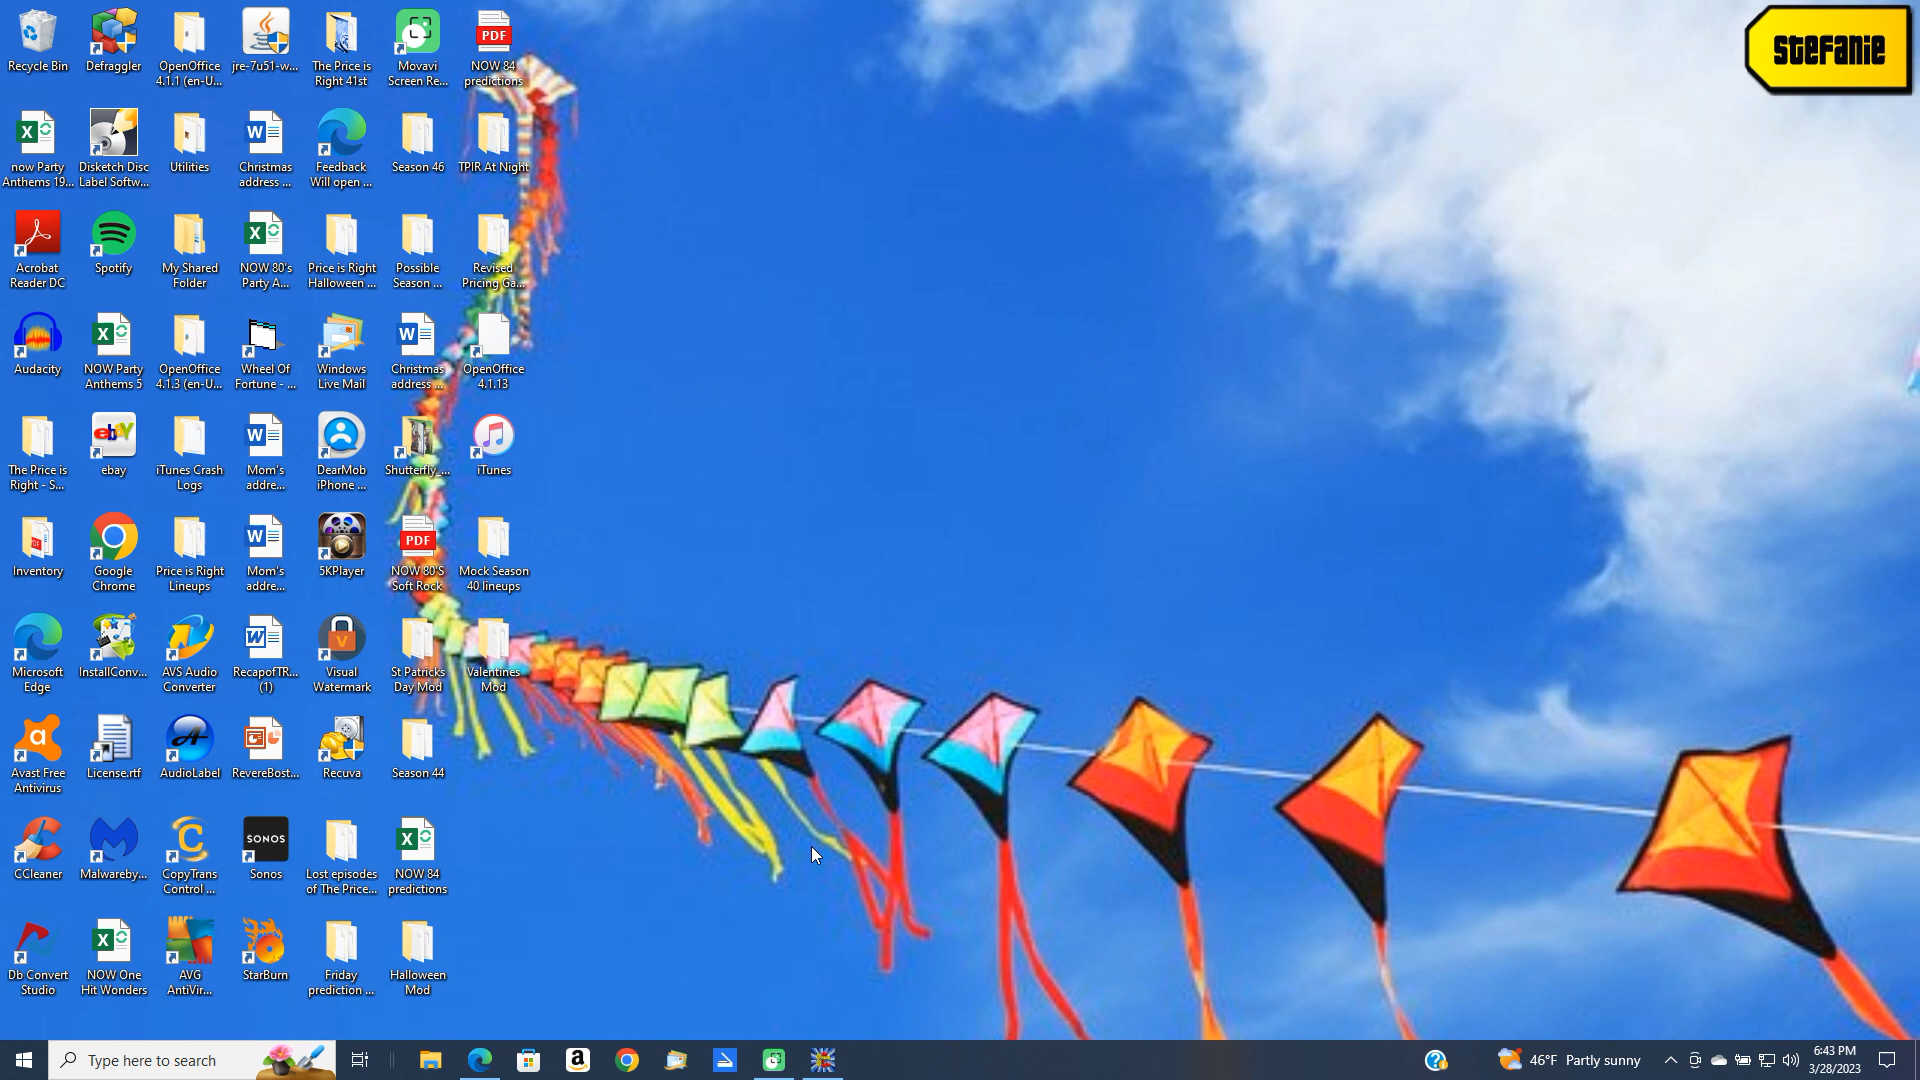 Recycle Bin
Defraggler
OpenOffice
4.1.1 (en-U...
jre-7u51-w...
The Price is
Right 41st
Movavi
Screen Re...
PDF
NOW 84
predictions
STEFANIE
now Party
Anthems 19...
Disketch Disc
Label Softw...
Utilities
Christmas
address ...
Feedback
Will open ...
Season 46
TPIR At Night
Acrobat
Reader DC
Spotify
My Shared
Folder
NOW 80's
Party A...
Price is Right
Halloween ...
Possible
Season ...
Revised
Pricing Ga...
Audacity
NOW Party
Anthems 5
OpenOffice
4.1.3 (en-U...
Wheel Of
Fortune - ...
Windows
Live Mail
Christmas
address ...
OpenOffice
4.1.13
The Price is
Right - S...
ebay
ebay
iTunes Crash
Logs
Mom's
addre...
DearMob
iPhone ...
Shutterfly_...
iTunes
Inventory
Google
Chrome
Price is Right
Lineups
Mom's
addre...
5KPlayer
PDF
NOW 80'S
Soft Rock
Mock Season
40 lineups
Microsoft
Edge
InstallConv...
AVS Audio
Converter
RecapofTR...
(1)
Visual
Watermark
St Patricks
Day Mod
Valentines
Mod
Avast Free
Antivirus
License.rtf
AudioLabel
RevereBost...
Recuva
Season 44
CCleaner
Malwareby...
CopyTrans
Control ...
SONOS
Sonos
Lost episodes
of The Price...
NOW 84
predictions
Db Convert
Studio
NOW One
Hit Wonders
AVG
AntiVir...
StarBurn
Friday
prediction ...
Halloween
Mod
Type here to search
46°F Partly sunny
6:43 PM
3/28/2023